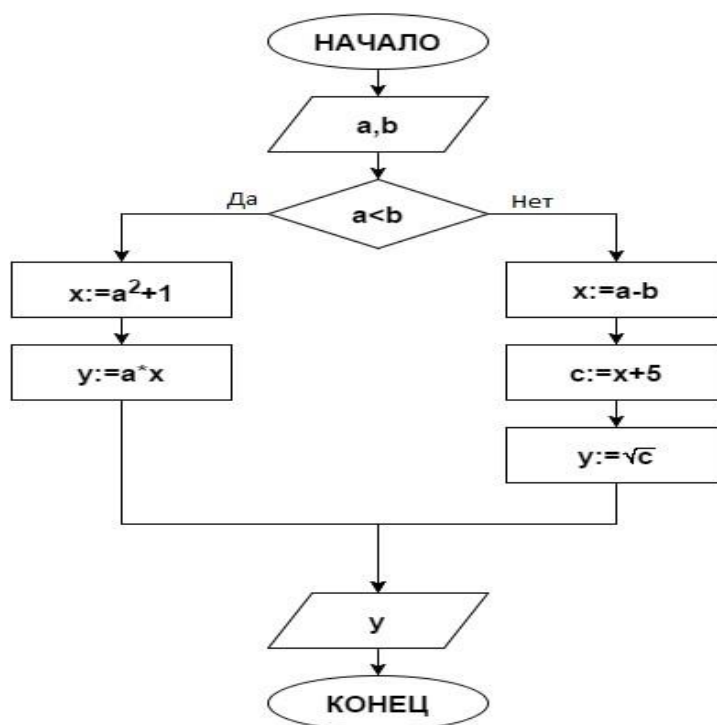 НАЧАЛО
a,b
a<b
Да
Нет
x:=a²+1
y:=a*x
x:=a-b
c:=x+5
y:=√c
y
КОНЕЦ